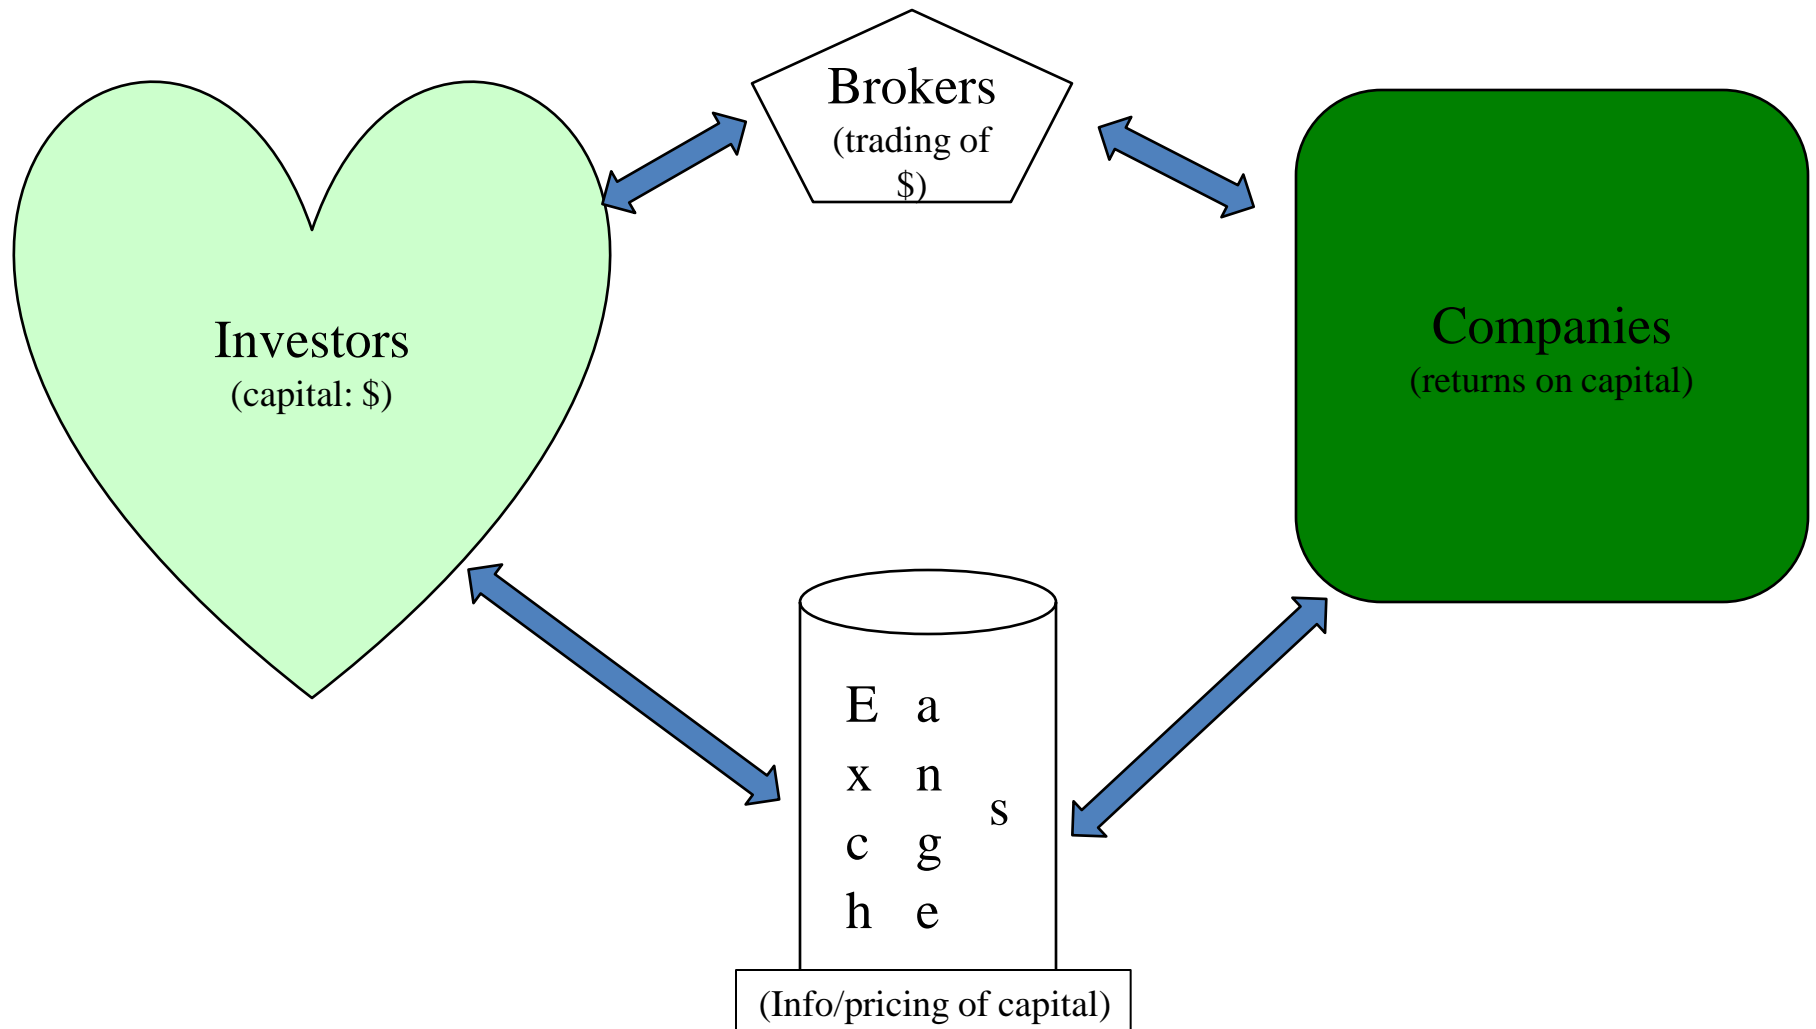 Brokers
(trading of
$)
Investors
(capital: $)
Companies
(returns on capital)
E
x
c
h
a
n
g
e
s
(Info/pricing of capital)